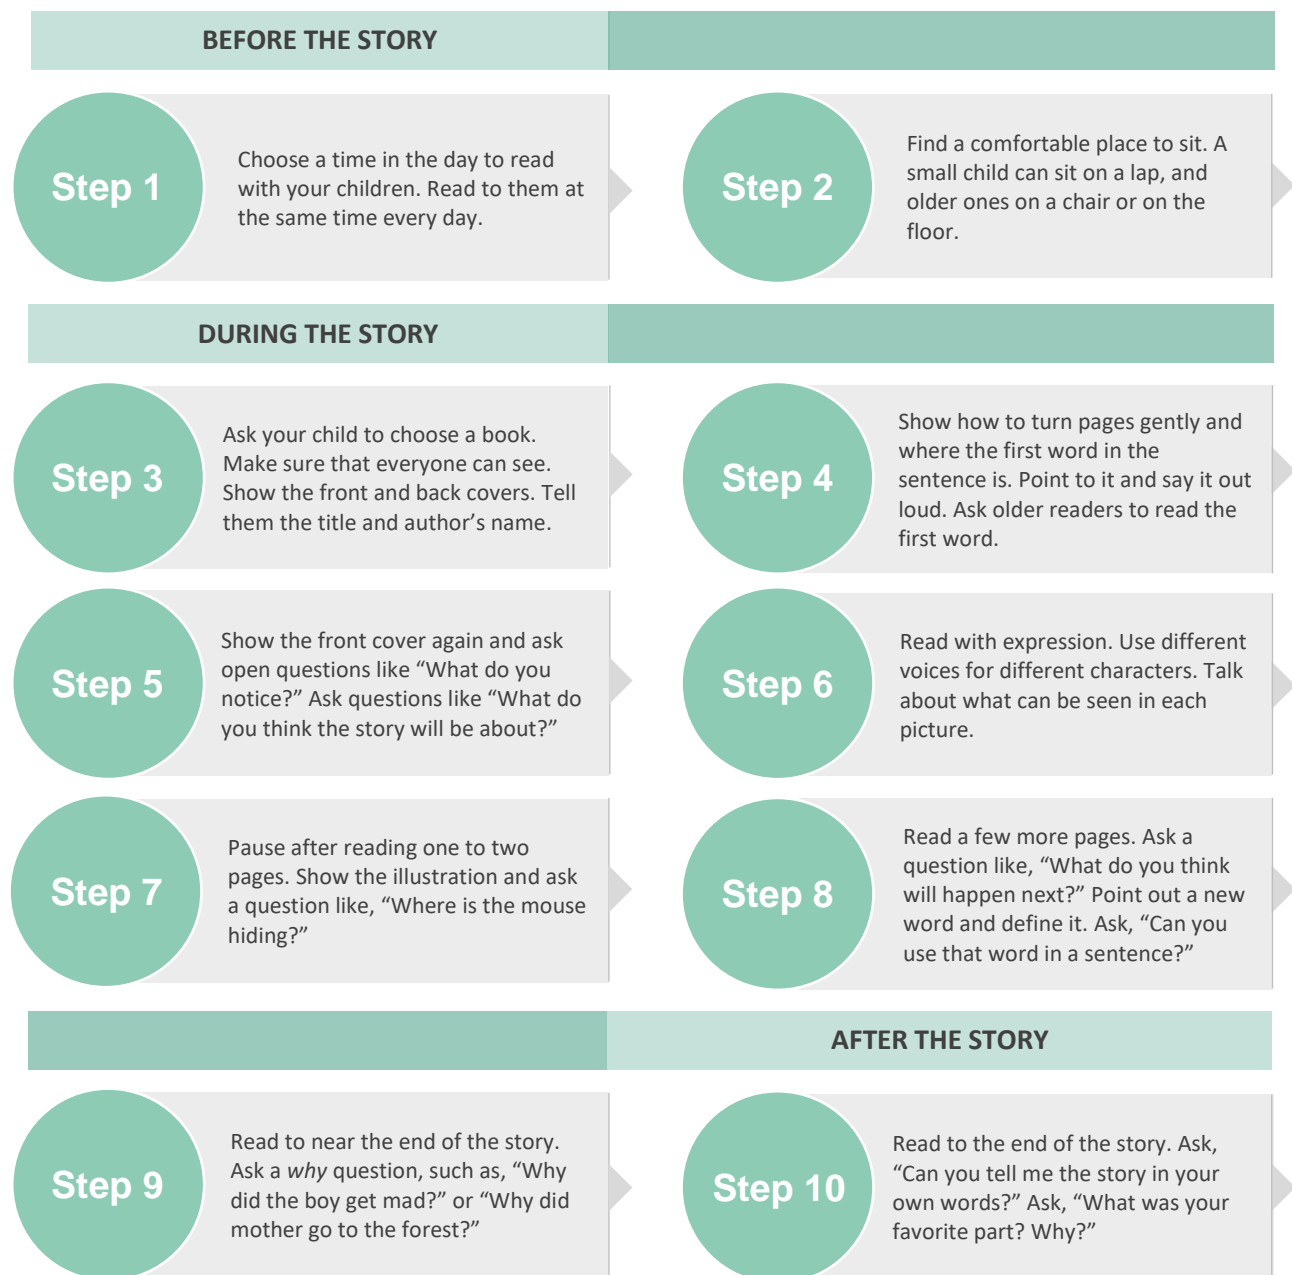 BEFORE THE STORY
Step 1
Choose a time in the day to read
with your children. Read to them at
the same time every day.
Step 2
Find a comfortable place to sit. A
small child can sit on a lap, and
older ones on a chair or on the
floor.
DURING THE STORY
Step 3
Ask your child to choose a book.
Make sure that everyone can see.
Show the front and back covers. Tell
them the title and author’s name.
Step 4
Show how to turn pages gently and
where the first word in the
sentence is. Point to it and say it out
loud. Ask older readers to read the
first word.
Step 5
Show the front cover again and ask
open questions like “What do you
notice?” Ask questions like “What do
you think the story will be about?”
Step 6
Read with expression. Use different
voices for different characters. Talk
about what can be seen in each
picture.
Step 7
Pause after reading one to two
pages. Show the illustration and ask
a question like, “Where is the mouse
hiding?”
Step 8
Read a few more pages. Ask a
question like, “What do you think
will happen next?” Point out a new
word and define it. Ask, “Can you
use that word in a sentence?”
AFTER THE STORY
Step 9
Read to near the end of the story.
Ask a why question, such as, “Why
did the boy get mad?” or “Why did
mother go to the forest?”
Step 10
Read to the end of the story. Ask,
“Can you tell me the story in your
own words?” Ask, “What was your
favorite part? Why?”